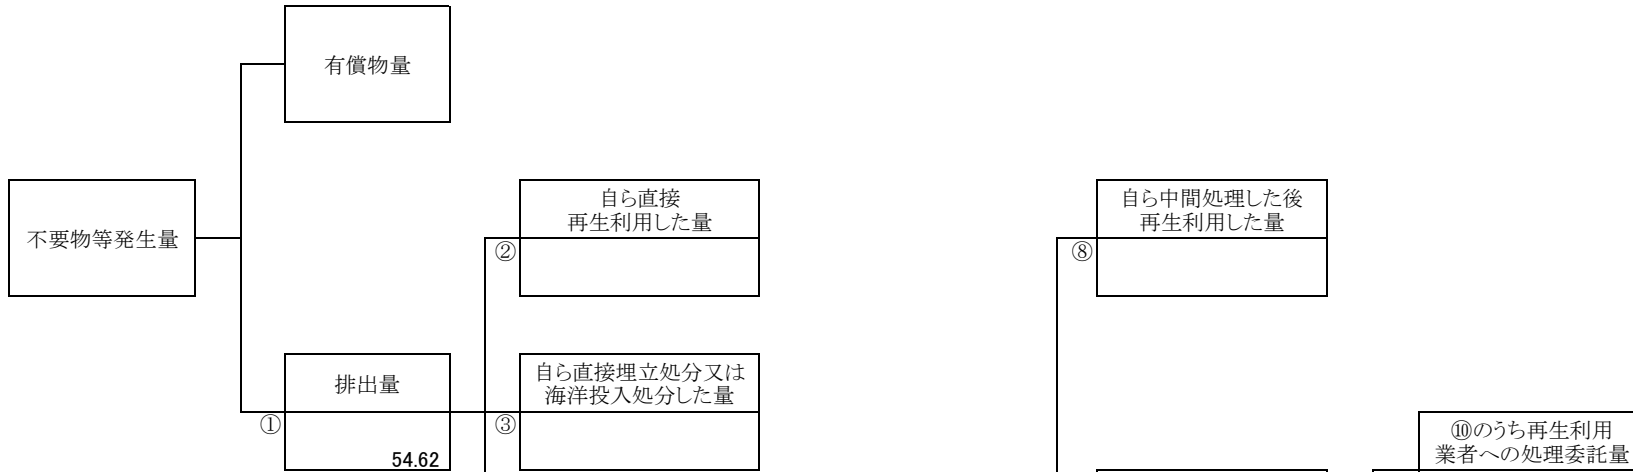 有償物量
不要物等発生量
自ら直接
再生利用した量
②
自ら中間処理した後
再生利用した量
⑧
排出量
①
54.62
自ら直接埋立処分又は
海洋投入処分した量
③
⑩のうち再生利用
業者への処理委託量